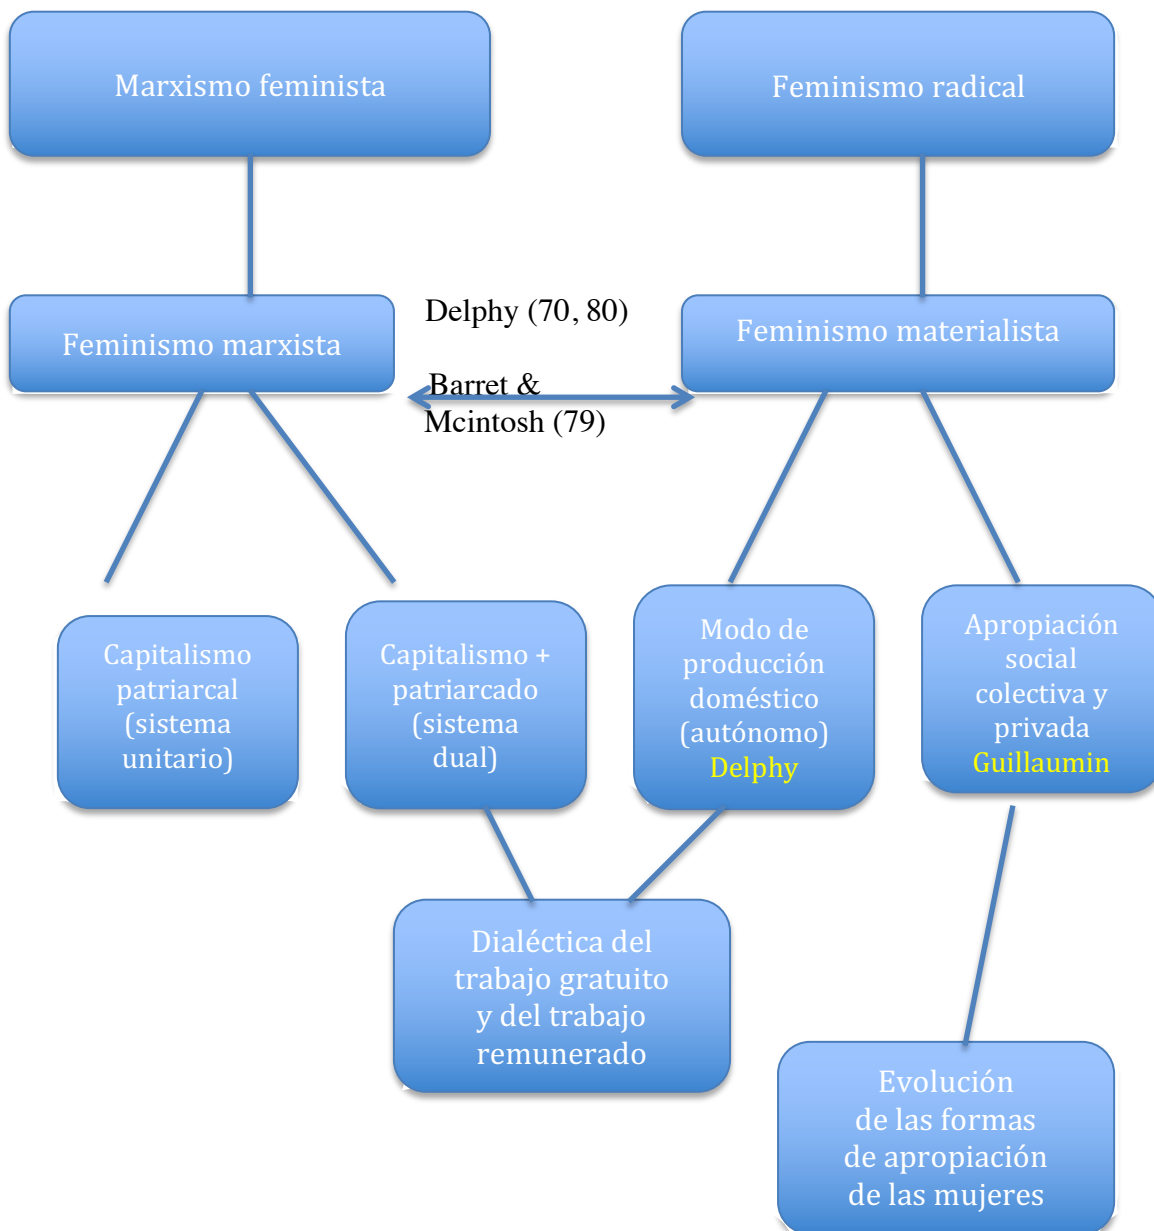 Marxismo feminista
Feminismo radical
Feminismo marxista
Delphy (70, 80)
Barret &
Mcintosh (79)
Feminismo materialista
Capitalismo
patriarcal
(sistema
unitario)
Capitalismo +
patriarcado
(sistema
dual)
Modo de
producción
doméstico
(autónomo)
Delphy
Apropiación
social
colectiva y
privada
Guillaumin
Dialéctica del
trabajo gratuito
y del trabajo
remunerado
Evolución
de las formas
de apropiación
de las mujeres